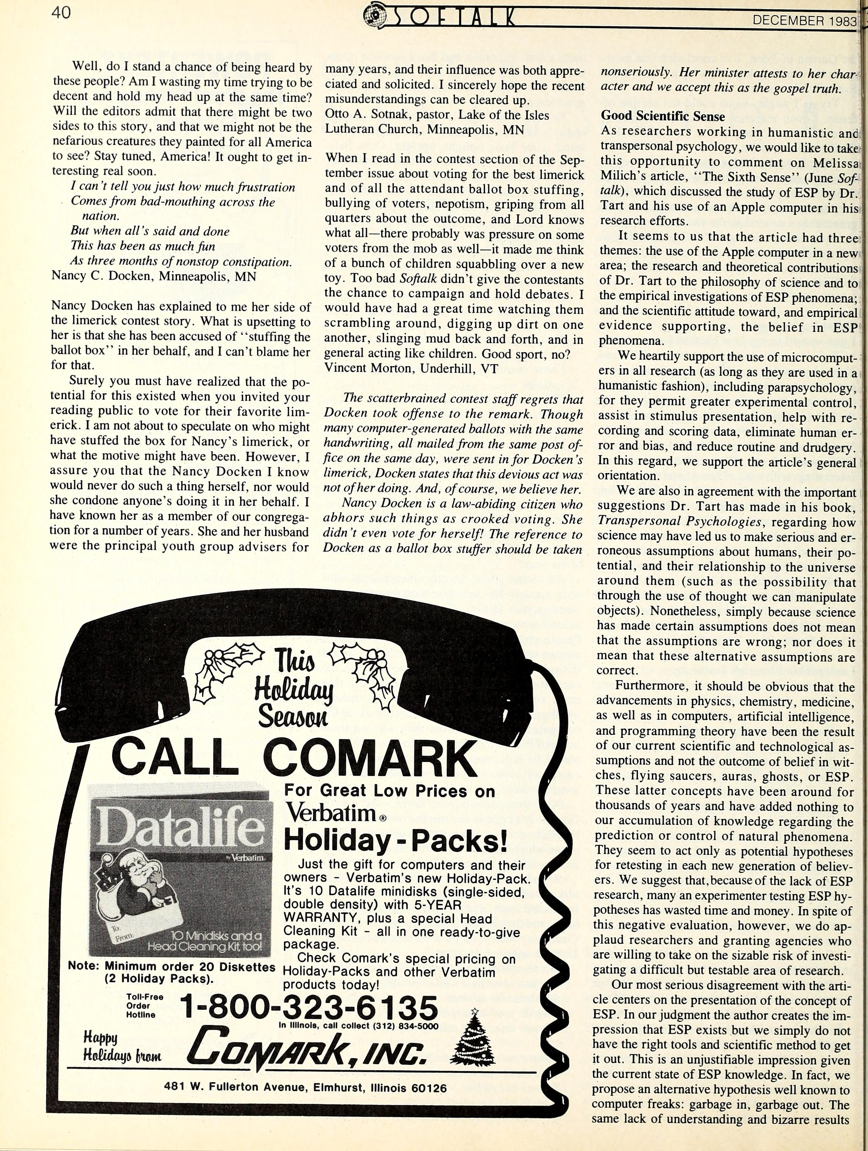 40
SOFTALK
DECEMBER 1983
Well, do I stand a chance of being heard by
these people? Am I wasting my time trying to be
decent and hold my head up at the same time?
Will the editors admit that there might be two
sides to this story, and that we might not be the
nefarious creatures they painted for all America
to see? Stay tuned, America! It ought to get in-
teresting real soon.
I can't tell you just how much frustration
Comes from bad-mouthing across the
nation.
But when all's said and done
This has been as much fun
As three months of nonstop constipation.
Nancy C. Docken, Minneapolis, MN
Nancy Docken has explained to me her side of
the limerick contest story. What is upsetting to
her is that she has been accused of "stuffing the
ballot box" in her behalf, and I can't blame her
for that.
Surely you must have realized that the po-
tential for this existed when you invited your
reading public to vote for their favorite lim-
erick. I am not about to speculate on who might
have stuffed the box for Nancy's limerick, or
what the motive might have been. However, I
assure you that the Nancy Docken I know
would never do such a thing herself, nor would
she condone anyone's doing it in her behalf. I
have known her as a member of our congrega-
tion for a number of years. She and her husband
were the principal youth group advisers for
many years, and their influence was both appre-
ciated and solicited. I sincerely hope the recent
misunderstandings can be cleared up.
Otto A. Sotnak, pastor, Lake of the Isles
Lutheran Church, Minneapolis, MN
When I read in the contest section of the Sep-
tember issue about voting for the best limerick
and of all the attendant ballot box stuffing,
bullying of voters, nepotism, griping from all
quarters about the outcome, and Lord knows
what all—there probably was pressure on some
voters from the mob as well—it made me think
of a bunch of children squabbling over a new
toy. Too bad Softalk didn't give the contestants
the chance to campaign and hold debates. I
would have had a great time watching them
scrambling around, digging up dirt on one
another, slinging mud back and forth, and in
general acting like children. Good sport, no?
Vincent Morton, Underhill, VT
The scatterbrained contest staff regrets that
Docken took offense to the remark. Though
many computer-generated ballots with the same
handwriting, all mailed from the same post of-
fice on the same day, were sent in for Docken's
limerick, Docken states that this devious act was
not of her doing. And, of course, we believe her.
Nancy Docken is a law-abiding citizen who
abhors such things as crooked voting. She
didn't even vote for herself! The reference to
Docken as a ballot box stuffer should be taken
nonseriously. Her minister attests to her char-
acter and we accept this as the gospel truth.
Good Scientific Sense
As researchers working in humanistic and
transpersonal psychology, we would like to take
this opportunity to comment on Melissa
Milich's article, "The Sixth Sense" (June Sof-
talk), which discussed the study of ESP by Dr.
Tart and his use of an Apple computer in his
research efforts.
It seems to us that the article had three
themes: the use of the Apple computer in a new
area; the research and theoretical contributions
of Dr. Tart to the philosophy of science and to
the empirical investigations of ESP phenomena;
and the scientific attitude toward, and empirical
evidence supporting, the belief in ESP
phenomena.
We heartily support the use of microcomput-
ers in all research (as long as they are used in a
humanistic fashion), including parapsychology,
for they permit greater experimental control,
assist in stimulus presentation, help with re-
cording and scoring data, eliminate human er-
ror and bias, and reduce routine and drudgery.
In this regard, we support the article's general
orientation.
We are also in agreement with the important
suggestions Dr. Tart has made in his book,
Transpersonal Psychologies, regarding how
science may have led us to make serious and er-
roneous assumptions about humans, their po-
tential, and their relationship to the universe
around them (such as the possibility that
through the use of thought we can manipulate
objects). Nonetheless, simply because science
has made certain assumptions does not mean
that the assumptions are wrong; nor does it
mean that these alternative assumptions are
correct.
Furthermore, it should be obvious that the
advancements in physics, chemistry, medicine,
as well as in computers, artificial intelligence,
and programming theory have been the result
of our current scientific and technological as-
sumptions and not the outcome of belief in wit-
ches, flying saucers, auras, ghosts, or ESP.
These latter concepts have been around for
thousands of years and have added nothing to
our accumulation of knowledge regarding the
prediction or control of natural phenomena.
They seem to act only as potential hypotheses
for retesting in each new generation of believ-
ers. We suggest that, because of the lack of ESP
research, many an experimenter testing ESP hy-
potheses has wasted time and money. In spite of
this negative evaluation, however, we do ap-
plaud researchers and granting agencies who
are willing to take on the sizable risk of investi-
gating a difficult but testable area of research.
Our most serious disagreement with the arti-
cle centers on the presentation of the concept of
ESP. In our judgment the author creates the im-
pression that ESP exists but we simply do not
have the right tools and scientific method to get
it out. This is an unjustifiable impression given
the current state of ESP knowledge. In fact, we
propose an alternative hypothesis well known to
computer freaks: garbage in, garbage out. The
same lack of understanding and bizarre results
This
Holiday
Season
CALL COMARK
For Great Low Prices on
Verbatim®
Holiday-Packs!
Datalife
by Verbatim.
To:
From:
10 Minidisks and a
Head Cleaning Kit, too!
Just the gift for computers and their
owners – Verbatim's new Holiday-Pack.
It's 10 Datalife minidisks (single-sided,
double density) with 5-YEAR
WARRANTY, plus a special Head
Cleaning Kit – all in one ready-to-give
package.
Check Comark's special pricing on
Holiday-Packs and other Verbatim
products today!
Note: Minimum order 20 Diskettes
(2 Holiday Packs).
Toll-Free
Order
Hotline
1-800-323-6135
In Illinois, call collect (312) 834-5000
Happy
Holidays from
COMARK, INC.
481 W. Fullerton Avenue, Elmhurst, Illinois 60126